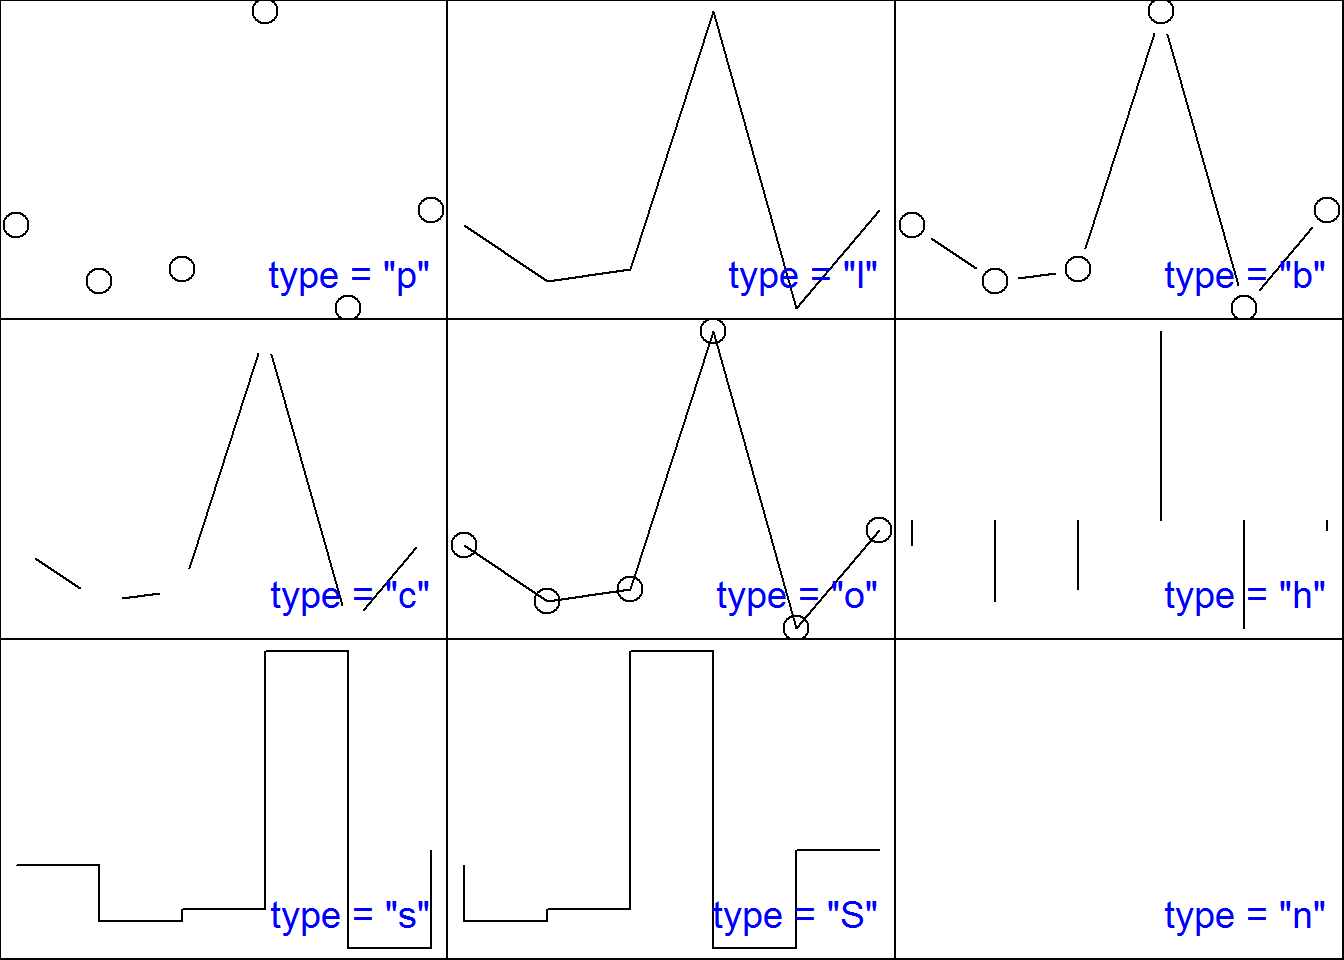 type = "p"
type = "l"
type = "b"
type = "c"
type = "o"
type = "h"
type = "s"
type = "S"
type = "n"